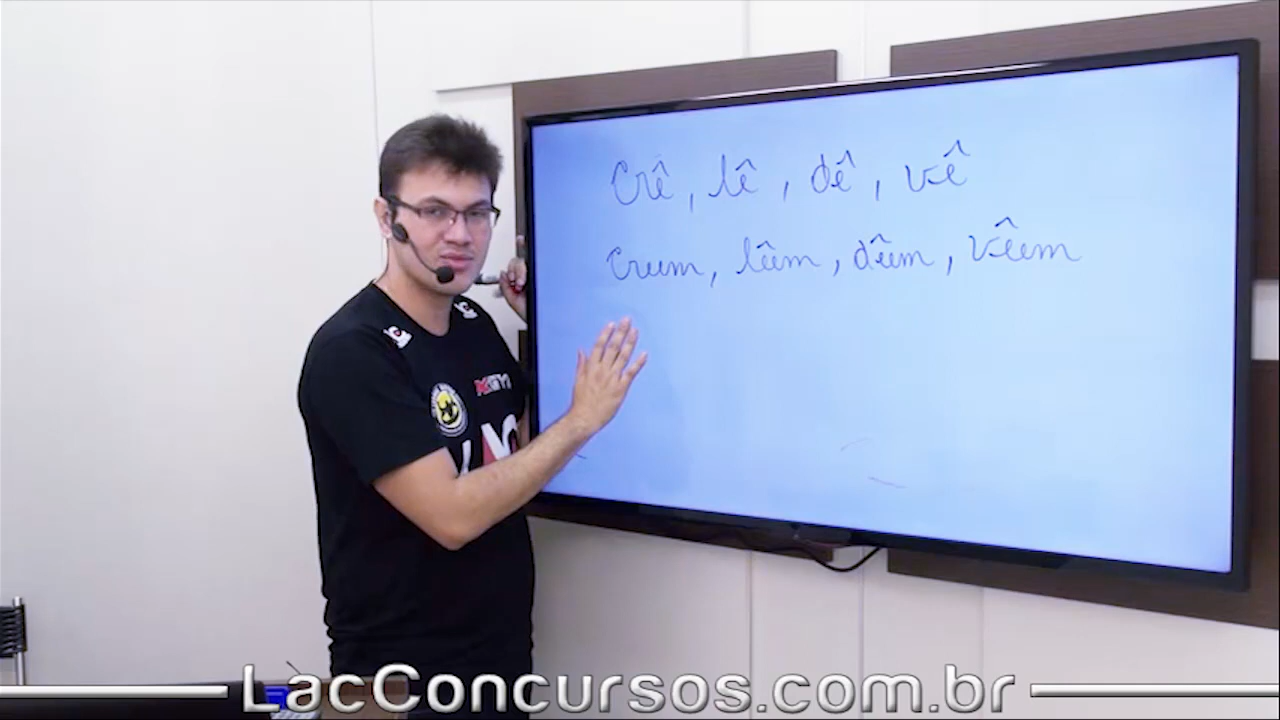 Crê, lê, dê, vê
creem, lêem, dêem, vêem
LacConcursos.com.br